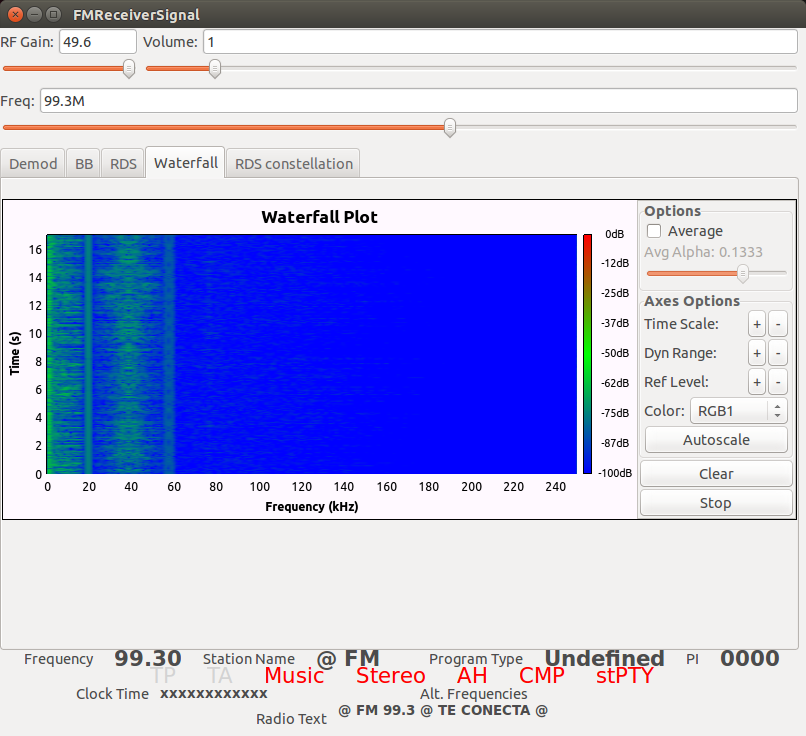 FMReceiverSignal
RF Gain: 49.6 Volume: 1
Freq: 99.3M
Demod BB RDS Waterfall RDS constellation
Waterfall Plot
Time (s)
16
14
12
10
8
6
4
2
0
0 20 40 60 80 100 120 140 160 180 200 220 240
Frequency (kHz)
0dB
-12dB
-25dB
-37dB
-50dB
-62dB
-75dB
-87dB
-100dB
Options
Average
Avg Alpha: 0.1333
Axes Options
Time Scale: + -
Dyn Range: + -
Ref Level: + -
Color: RGB1
Autoscale
Clear
Stop
Frequency 99.30 Station Name @ FM Program Type Undefined PI 0000
TP TA Music Stereo AH CMP stPTY
Clock Time xxxxxxxxxxxx Alt. Frequencies
Radio Text @ FM 99.3 @ TE CONECTA @